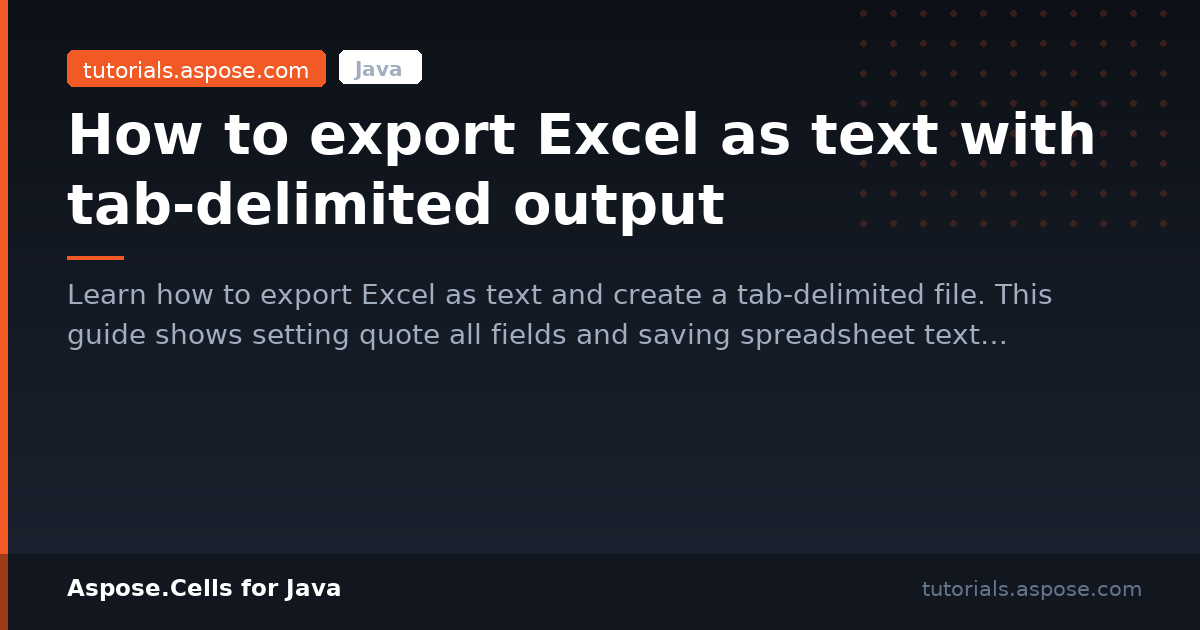 tutorials.aspose.com
Java
How to export Excel as text with
tab-delimited output
Learn how to export Excel as text and create a tab-delimited file. This
guide shows setting quote all fields and saving spreadsheet text…
Aspose.Cells for Java
tutorials.aspose.com